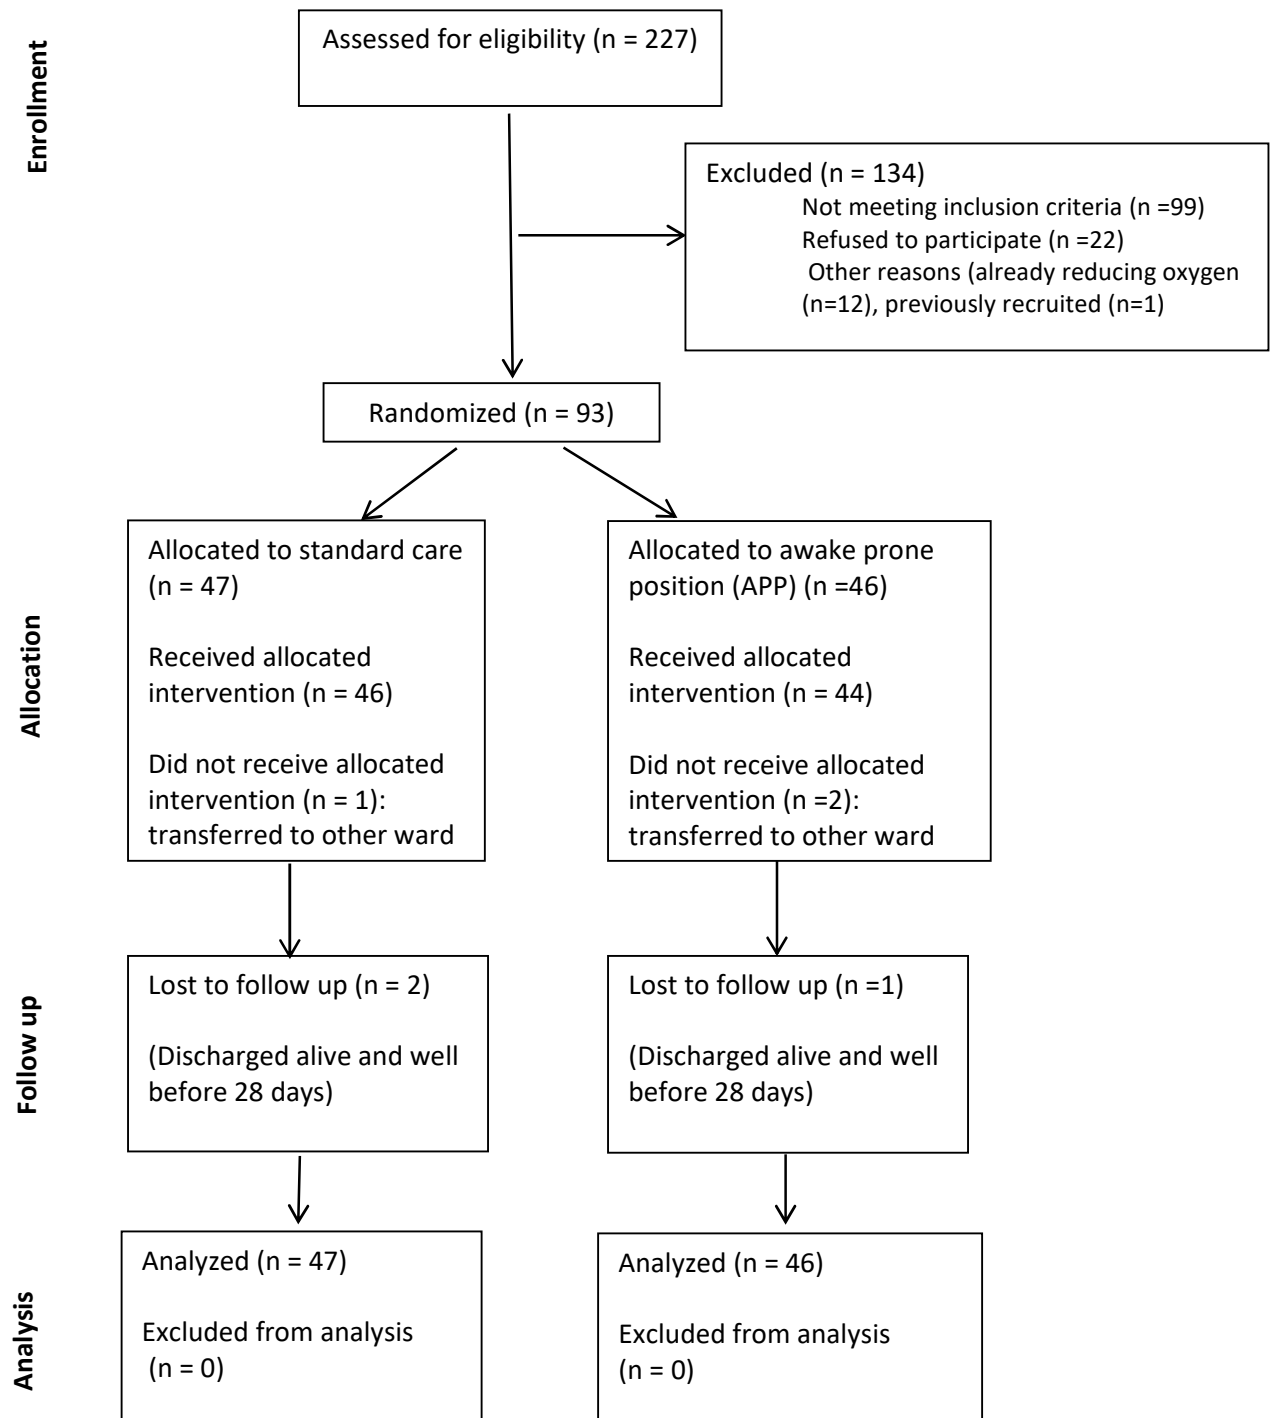 Enrollment
Assessed for eligibility (n = 227)
Excluded (n = 134)
Not meeting inclusion criteria (n =99)
Refused to participate (n =22)
Other reasons (already reducing oxygen
(n=12), previously recruited (n=1)
Randomized (n = 93)
Allocation
Allocated to standard care
(n = 47)
Received allocated
intervention (n = 46)
Did not receive allocated
intervention (n = 1):
transferred to other ward
Allocated to awake prone
position (APP) (n =46)
Received allocated
intervention (n = 44)
Did not receive allocated
intervention (n =2):
transferred to other ward
Follow up
Lost to follow up (n = 2)
(Discharged alive and well
before 28 days)
Lost to follow up (n =1)
(Discharged alive and well
before 28 days)
Analysis
Analyzed (n = 47)
Excluded from analysis
(n = 0)
Analyzed (n = 46)
Excluded from analysis
(n = 0)